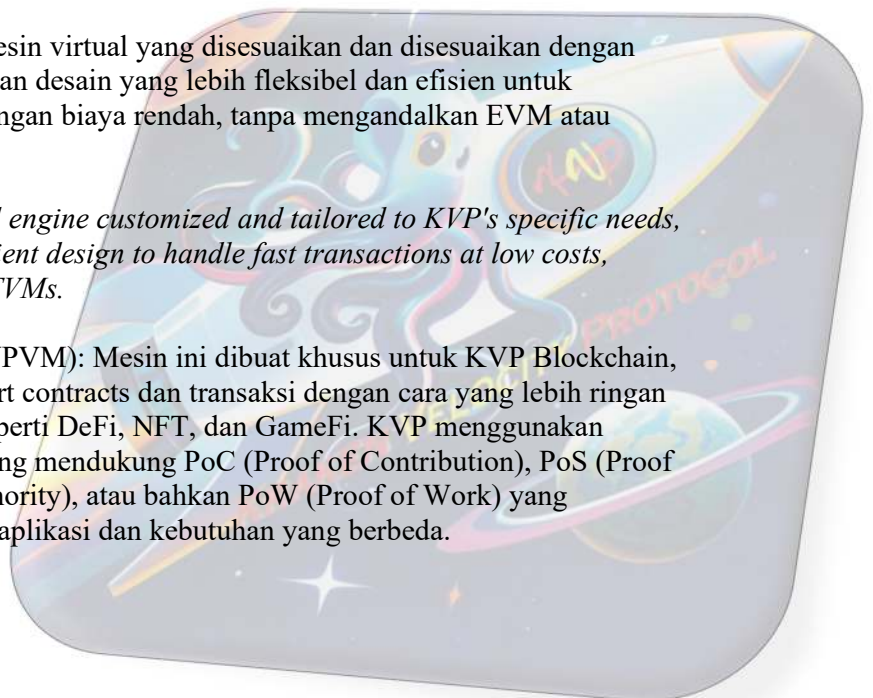 esin virtual yang disesuaikan dan disesuaikan dengan
an desain yang lebih fleksibel dan efisien untuk
ngan biaya rendah, tanpa mengandalkan EVM atau
l engine customized and tailored to KVP's specific needs,
ient design to handle fast transactions at low costs,
TVMs.
VPVM): Mesin ini dibuat khusus untuk KVP Blockchain,
rt contracts dan transaksi dengan cara yang lebih ringan
perti DeFi, NFT, dan GameFi. KVP menggunakan
ng mendukung PoC (Proof of Contribution), PoS (Proof
hority), atau bahkan PoW (Proof of Work) yang
aplikasi dan kebutuhan yang berbeda.
VELOCITY PROTOCOL